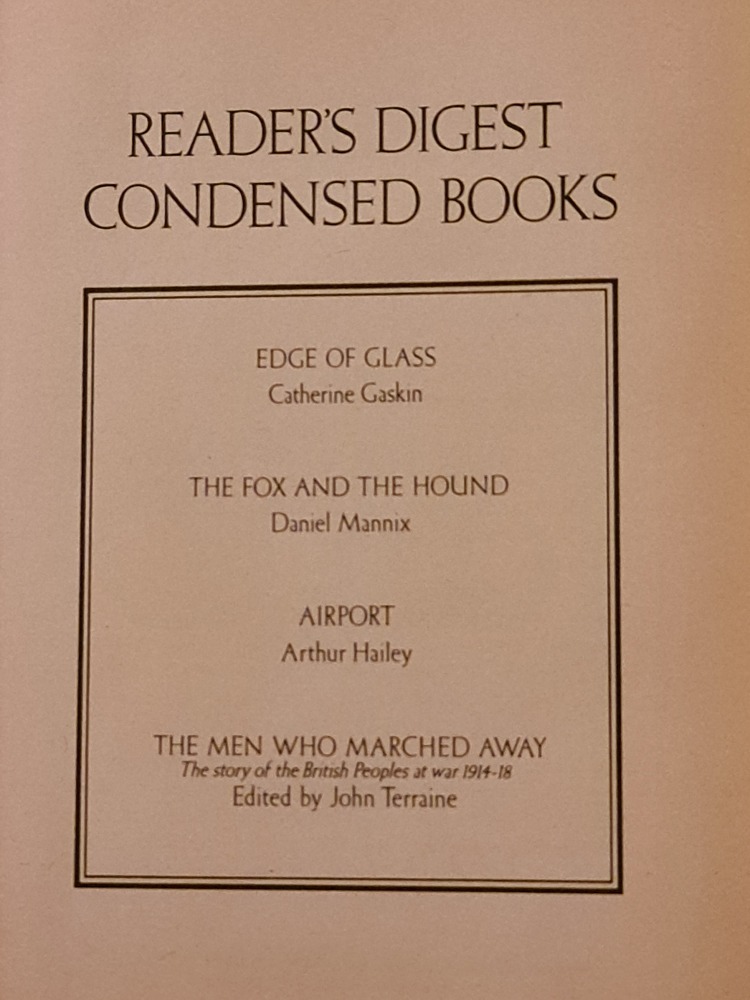 READER'S DIGEST
CONDENSED BOOKS
EDGE OF GLASS
Catherine Gaskin
THE FOX AND THE HOUND
Daniel Mannix
AIRPORT
Arthur Hailey
THE MEN WHO MARCHED AWAY
The story of the British Peoples at war 1914-18
Edited by John Terraine